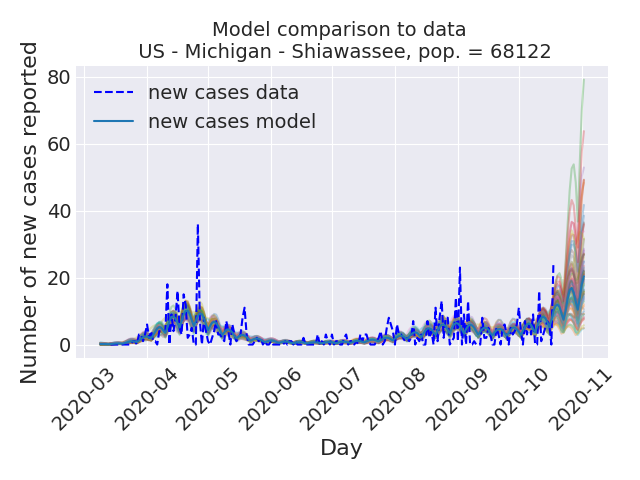 Model comparison to data
US - Michigan - Shiawassee, pop. = 68122
Number of new cases reported
80
60
40
20
0
new cases data
new cases model
2020-03
2020-04
2020-05
2020-06
2020-07
2020-08
2020-09
2020-10
2020-11
Day